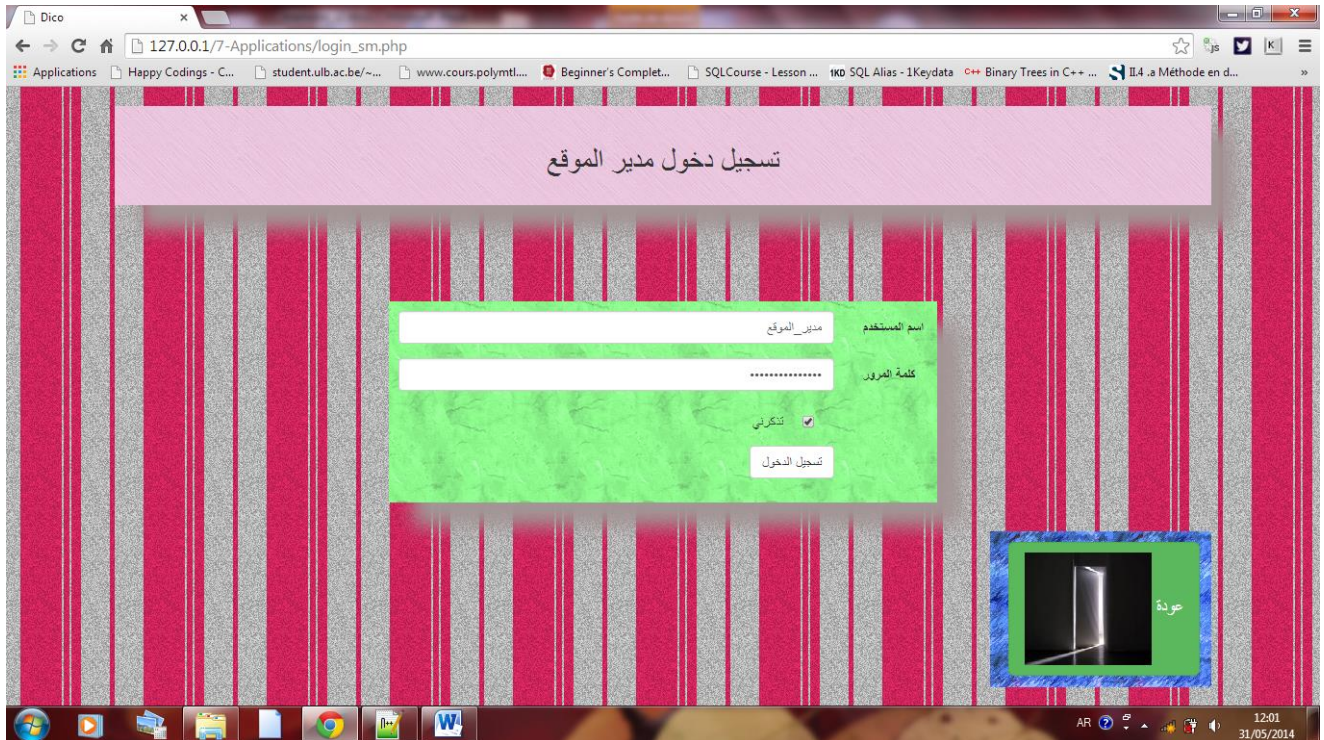 Dico
127.0.0.1/7-Applications/login_sm.php
Applications Happy Codings - C... student.ulb.ac.be/~... www.cours.polymtl.... Beginner's Complet... SQLCourse - Lesson ... 1KD SQL Alias - 1Keydata C++ Binary Trees in C++ ... II.4 .a Méthode en d... »
تسجيل دخول مدير الموقع
اسم المستخدم مدير_الموقع
كلمة المرور •••••••••••••••
تذكرني
تسجيل الدخول
عودة
AR 12:01
31/05/2014